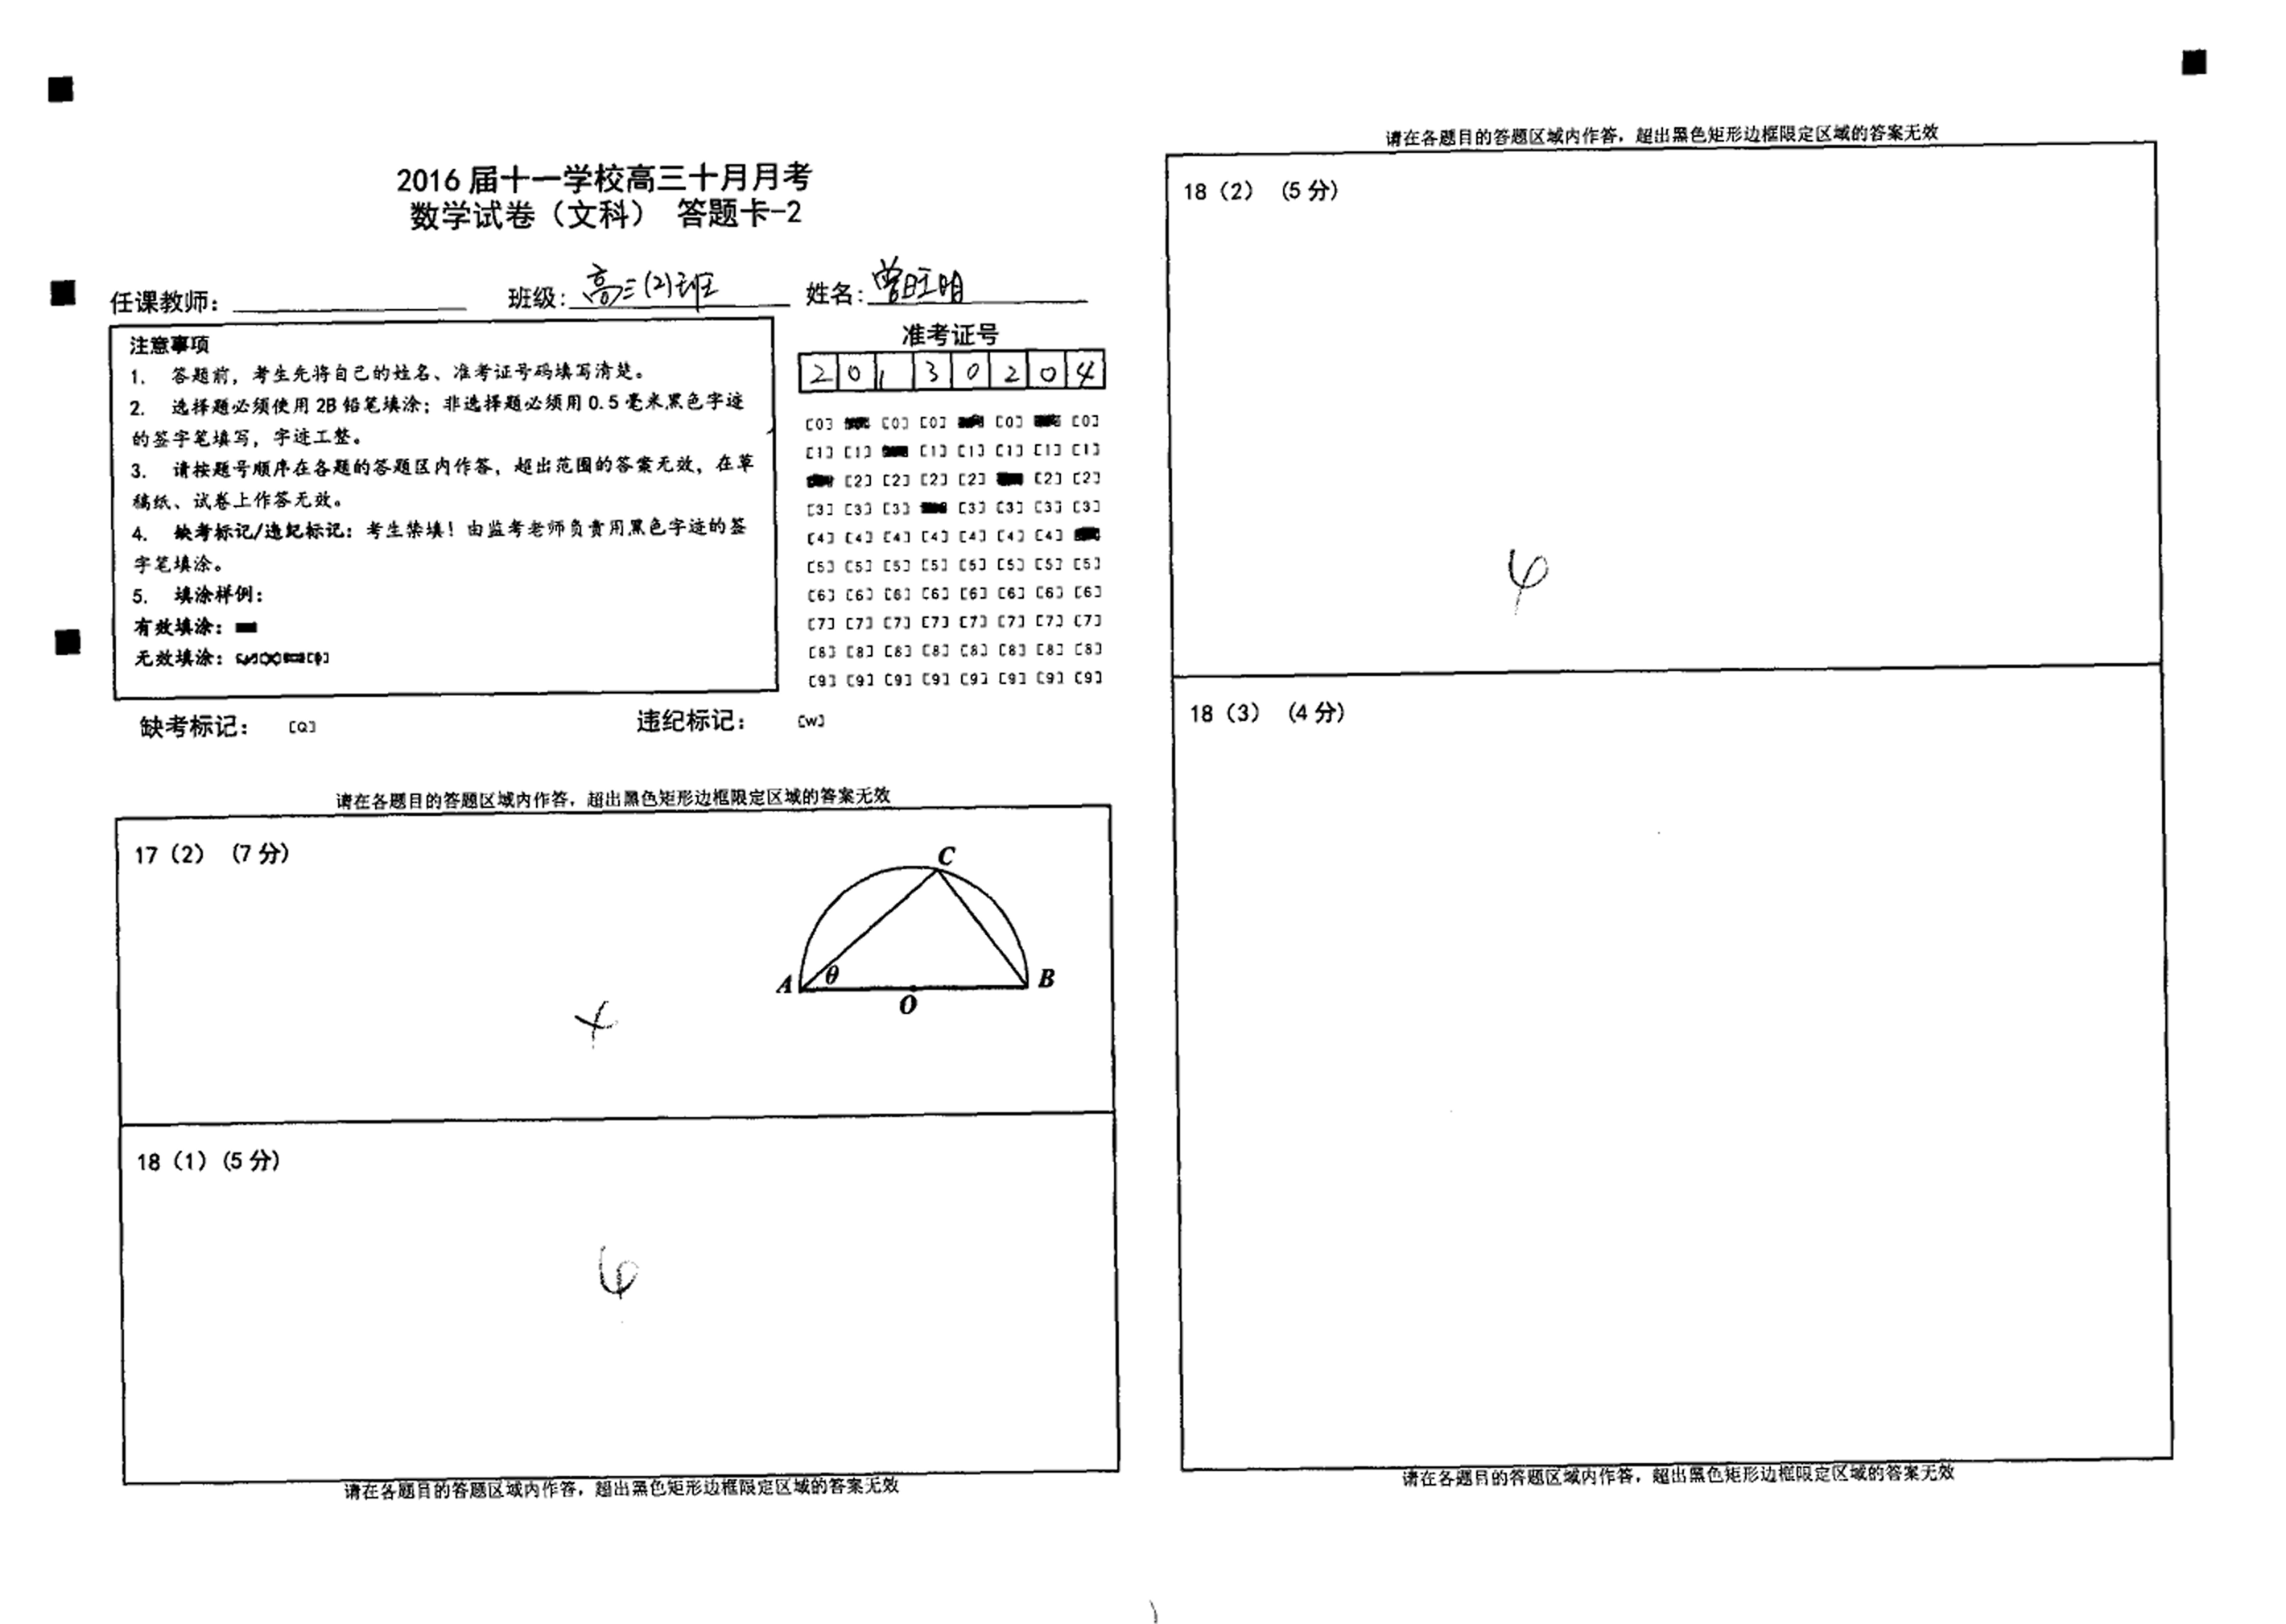 2016 届十一学校高三十月月考
数学试卷（文科） 答题卡-2
任课教师：
班级：高三(2)班
姓名：曾旺明
准考证号
2 0 1 3 0 2 0 4
注意事项
1. 答题前，考生先将自己的姓名、准考证号码填写清楚。
2. 选择题必须使用 2B 铅笔填涂；非选择题必须用 0.5 毫米黑色字迹
的签字笔填写，字迹工整。
3. 请按题号顺序在各题的答题区内作答，超出范围的答案无效，在草
稿纸、试卷上作答无效。
4. 缺考标记/违纪标记：考生禁填！由监考老师负责用黑色字迹的签
字笔填涂。
5. 填涂样例：
有效填涂：
无效填涂：
[0] [0] [0] [0] [0]
[1] [1] [1] [1] [1] [1] [1]
[2] [2] [2] [2] [2] [2]
[3] [3] [3] [3] [3] [3] [3]
[4] [4] [4] [4] [4] [4] [4]
[5] [5] [5] [5] [5] [5] [5] [5]
[6] [6] [6] [6] [6] [6] [6] [6]
[7] [7] [7] [7] [7] [7] [7] [7]
[8] [8] [8] [8] [8] [8] [8] [8]
[9] [9] [9] [9] [9] [9] [9] [9]
缺考标记： [Q]
违纪标记： [W]
请在各题目的答题区域内作答，超出黑色矩形边框限定区域的答案无效
17（2）（7 分）
C
A
θ
O
B
18（1）（5 分）
请在各题目的答题区域内作答，超出黑色矩形边框限定区域的答案无效
请在各题目的答题区域内作答，超出黑色矩形边框限定区域的答案无效
18（2）（5 分）
18（3）（4 分）
请在各题目的答题区域内作答，超出黑色矩形边框限定区域的答案无效